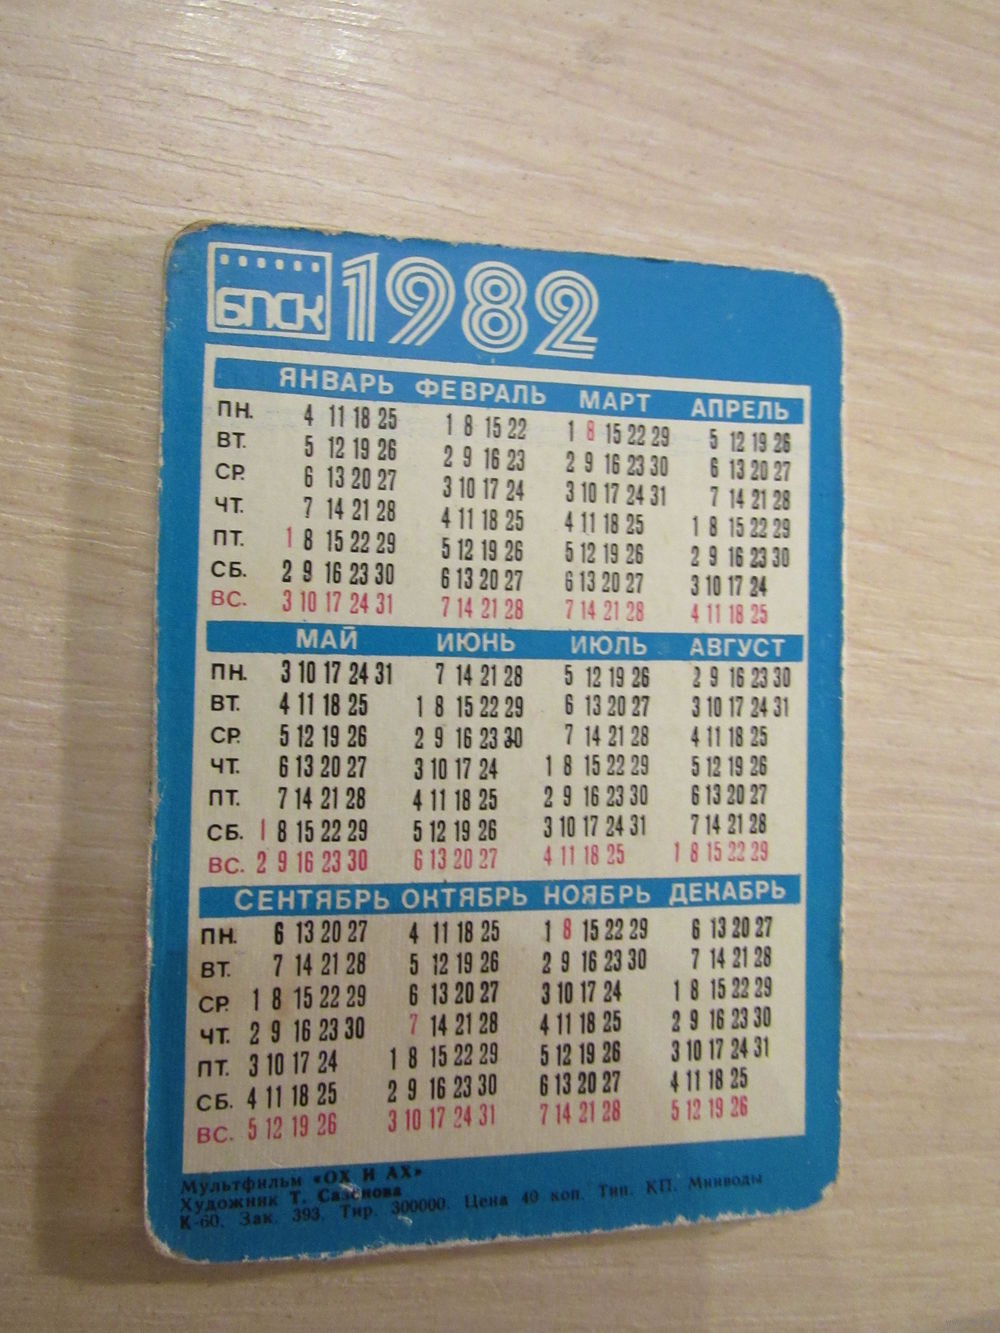 БПСК 1982
ЯНВАРЬ ФЕВРАЛЬ МАРТ АПРЕЛЬ
ПН. 4 11 18 25 1 8 15 22 1 8 15 22 29 5 12 19 26
ВТ. 5 12 19 26 2 9 16 23 2 9 16 23 30 6 13 20 27
СР. 6 13 20 27 3 10 17 24 3 10 17 24 31 7 14 21 28
ЧТ. 7 14 21 28 4 11 18 25 4 11 18 25 1 8 15 22 29
ПТ. 1 8 15 22 29 5 12 19 26 5 12 19 26 2 9 16 23 30
СБ. 2 9 16 23 30 6 13 20 27 6 13 20 27 3 10 17 24
ВС. 3 10 17 24 31 7 14 21 28 7 14 21 28 4 11 18 25
МАЙ ИЮНЬ ИЮЛЬ АВГУСТ
ПН. 3 10 17 24 31 7 14 21 28 5 12 19 26 2 9 16 23 30
ВТ. 4 11 18 25 1 8 15 22 29 6 13 20 27 3 10 17 24 31
СР. 5 12 19 26 2 9 16 23 30 7 14 21 28 4 11 18 25
ЧТ. 6 13 20 27 3 10 17 24 1 8 15 22 29 5 12 19 26
ПТ. 7 14 21 28 4 11 18 25 2 9 16 23 30 6 13 20 27
СБ. 1 8 15 22 29 5 12 19 26 3 10 17 24 31 7 14 21 28
ВС. 2 9 16 23 30 6 13 20 27 4 11 18 25 1 8 15 22 29
СЕНТЯБРЬ ОКТЯБРЬ НОЯБРЬ ДЕКАБРЬ
ПН. 6 13 20 27 4 11 18 25 1 8 15 22 29 6 13 20 27
ВТ. 7 14 21 28 5 12 19 26 2 9 16 23 30 7 14 21 28
СР. 1 8 15 22 29 6 13 20 27 3 10 17 24 1 8 15 22 29
ЧТ. 2 9 16 23 30 7 14 21 28 4 11 18 25 2 9 16 23 30
ПТ. 3 10 17 24 1 8 15 22 29 5 12 19 26 3 10 17 24 31
СБ. 4 11 18 25 2 9 16 23 30 6 13 20 27 4 11 18 25
ВС. 5 12 19 26 3 10 17 24 31 7 14 21 28 5 12 19 26
Мультфильм «ОХ И АХ»
Художник Т. Сазонова
К-60. Зак. 393. Тир. 300000. Цена 40 коп. Тип. КП. Минводы